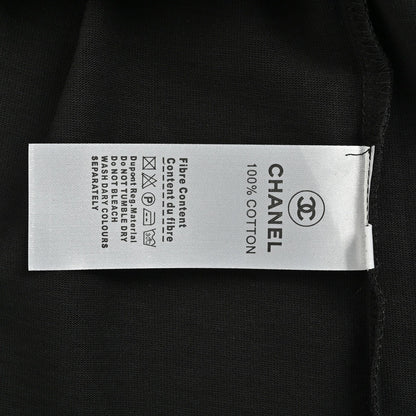 CHANEL
100% COTTON
Fibre Content
Content du fibre
Dupont Reg.Material
Do NOT TUMBLE DRY
Do NOT BLEACH
WASH DARY COLOURS
SEPARATELY